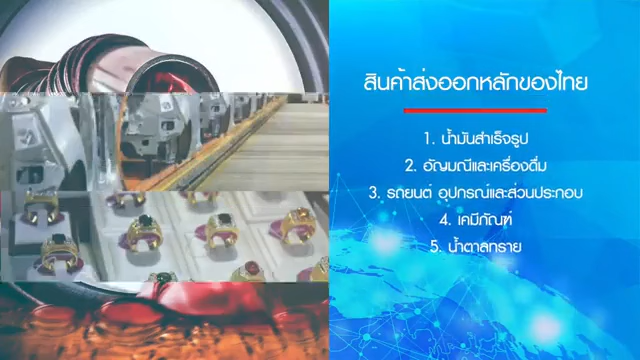 สินค้าส่งออกหลักของไทย
1. น้ำมันสำเร็จรูป
2. อัญมณีและเครื่องดื่ม
3. รถยนต์ อุปกรณ์และส่วนประกอบ
4. เคมีภัณฑ์
5. น้ำตาลทราย